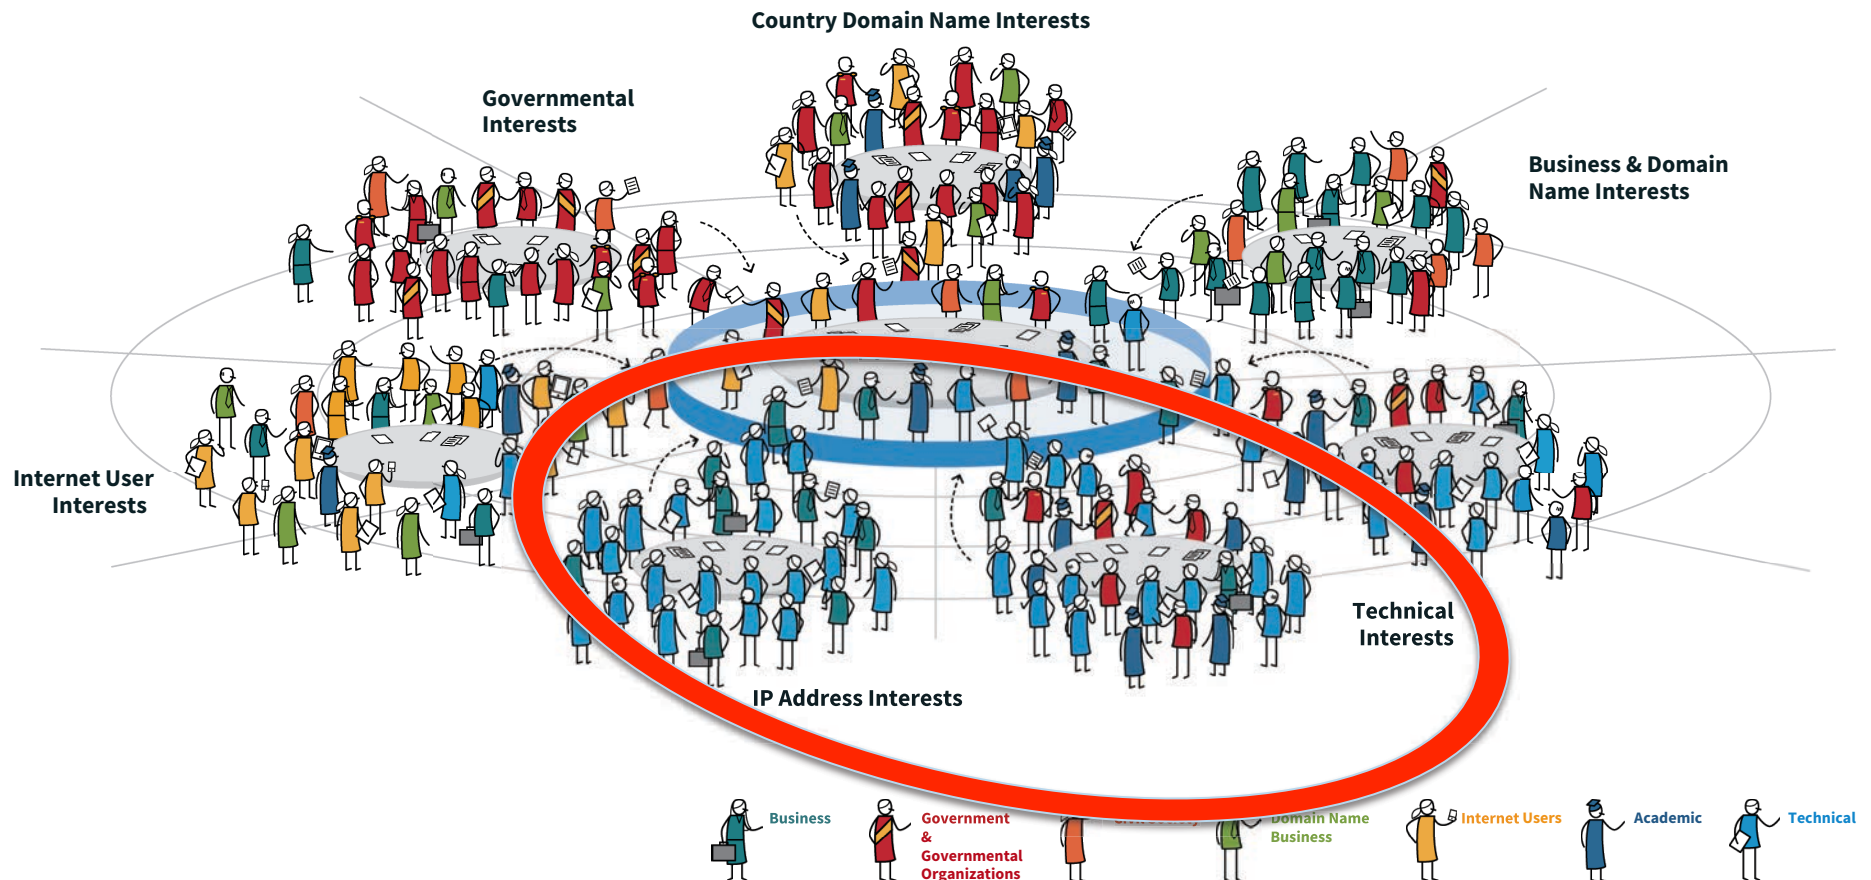 Country Domain Name Interests
Governmental
Interests
Business & Domain
Name Interests
Internet User
Interests
Technical
Interests
IP Address Interests
Business
Government
&
Governmental
Organizations
Domain Name
Business
Internet Users
Academic
Technical